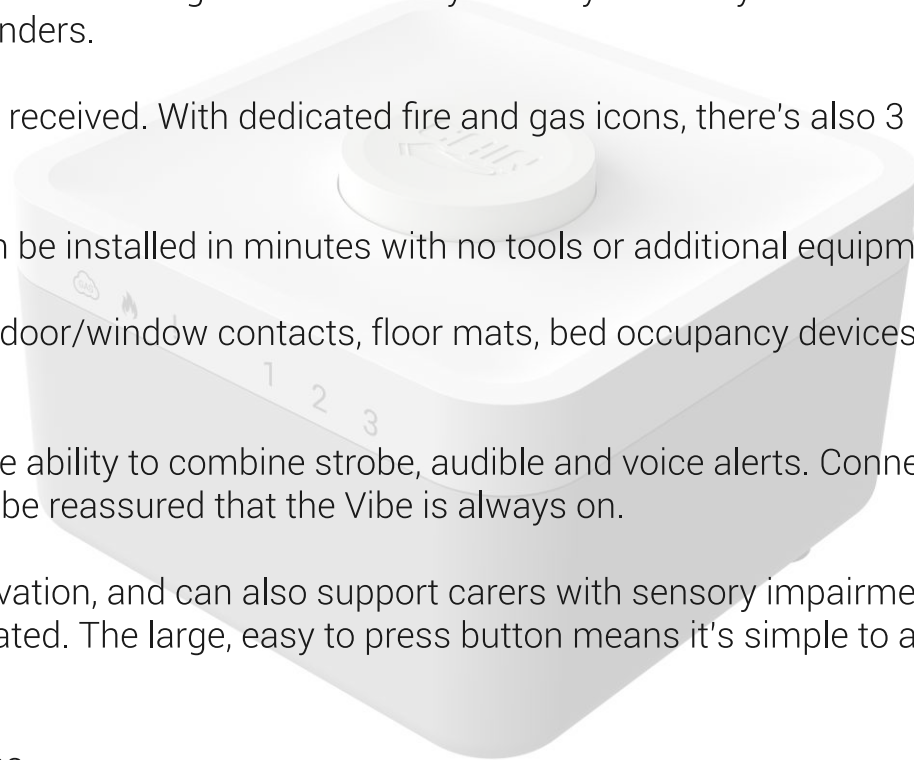 nders.
received. With dedicated fire and gas icons, there's also 3
be installed in minutes with no tools or additional equipm
door/window contacts, floor mats, bed occupancy devices
GAS
1
2
3
e ability to combine strobe, audible and voice alerts. Conne
be reassured that the Vibe is always on.
vation, and can also support carers with sensory impairme
ated. The large, easy to press button means it's simple to a